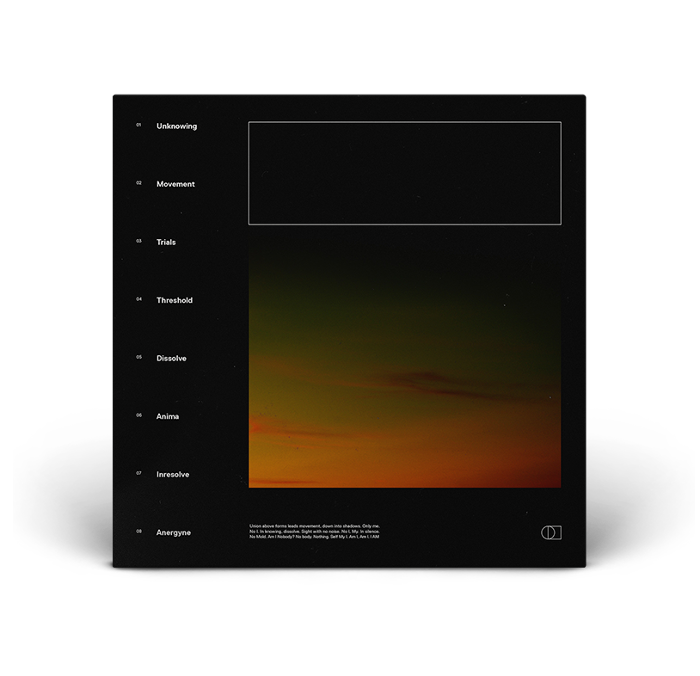 01 Unknowing
02 Movement
03 Trials
04 Threshold
05 Dissolve
06 Anima
07 Inresolve
08 Anergyne
Union above forms leads movement, down into shadows. Only me.
No I. In knowing, dissolve. Sight with no noise. No I, My. In silence.
No Mold. Am I Nobody? No body. Nothing. Self My I. Am I. Am I. I AM